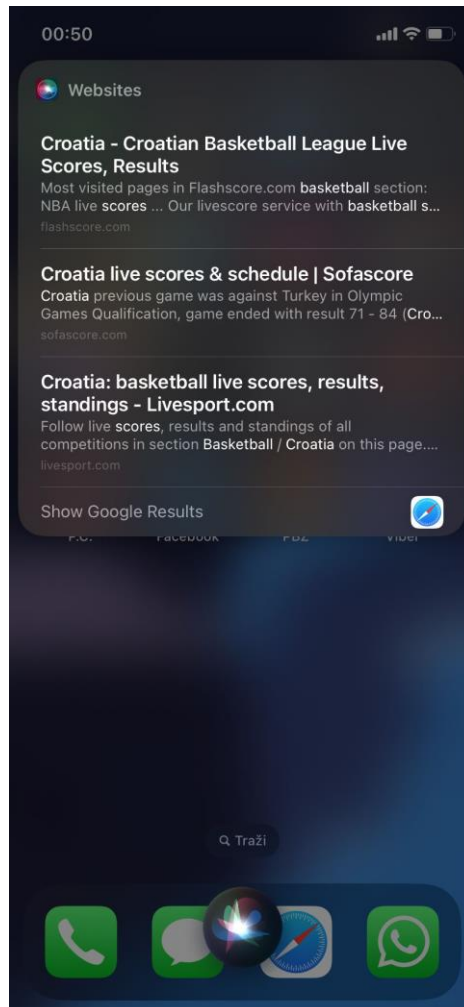 00:50
Websites
Croatia - Croatian Basketball League Live
Scores, Results
Most visited pages in Flashscore.com basketball section:
NBA live scores ... Our livescore service with basketball s...
flashscore.com
Croatia live scores & schedule | Sofascore
Croatia previous game was against Turkey in Olympic
Games Qualification, game ended with result 71 - 84 (Cro...
sofascore.com
Croatia: basketball live scores, results,
standings - Livesport.com
Follow live scores, results and standings of all
competitions in section Basketball / Croatia on this page....
livesport.com
Show Google Results
P.C. Facebook PBZ Viber
Traži